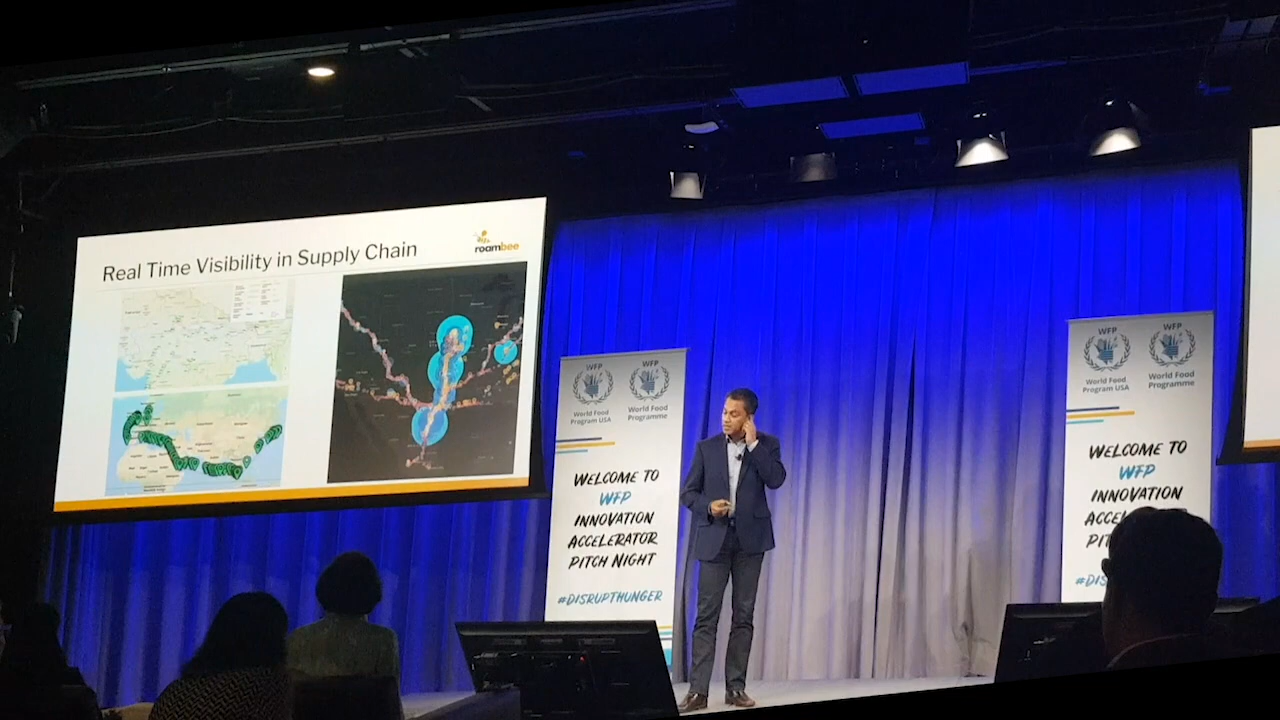 Real Time Visibility in Supply Chain
roambee
WFP
WFP
World Food
Program USA
World Food
Programme
WELCOME TO
WFP
INNOVATION
ACCELERATOR
PITCH NIGHT
#DISRUPTHUNGER
WFP
WFP
World Food
Program USA
World Food
Programme
WELCOME TO
WFP
INNOVATION